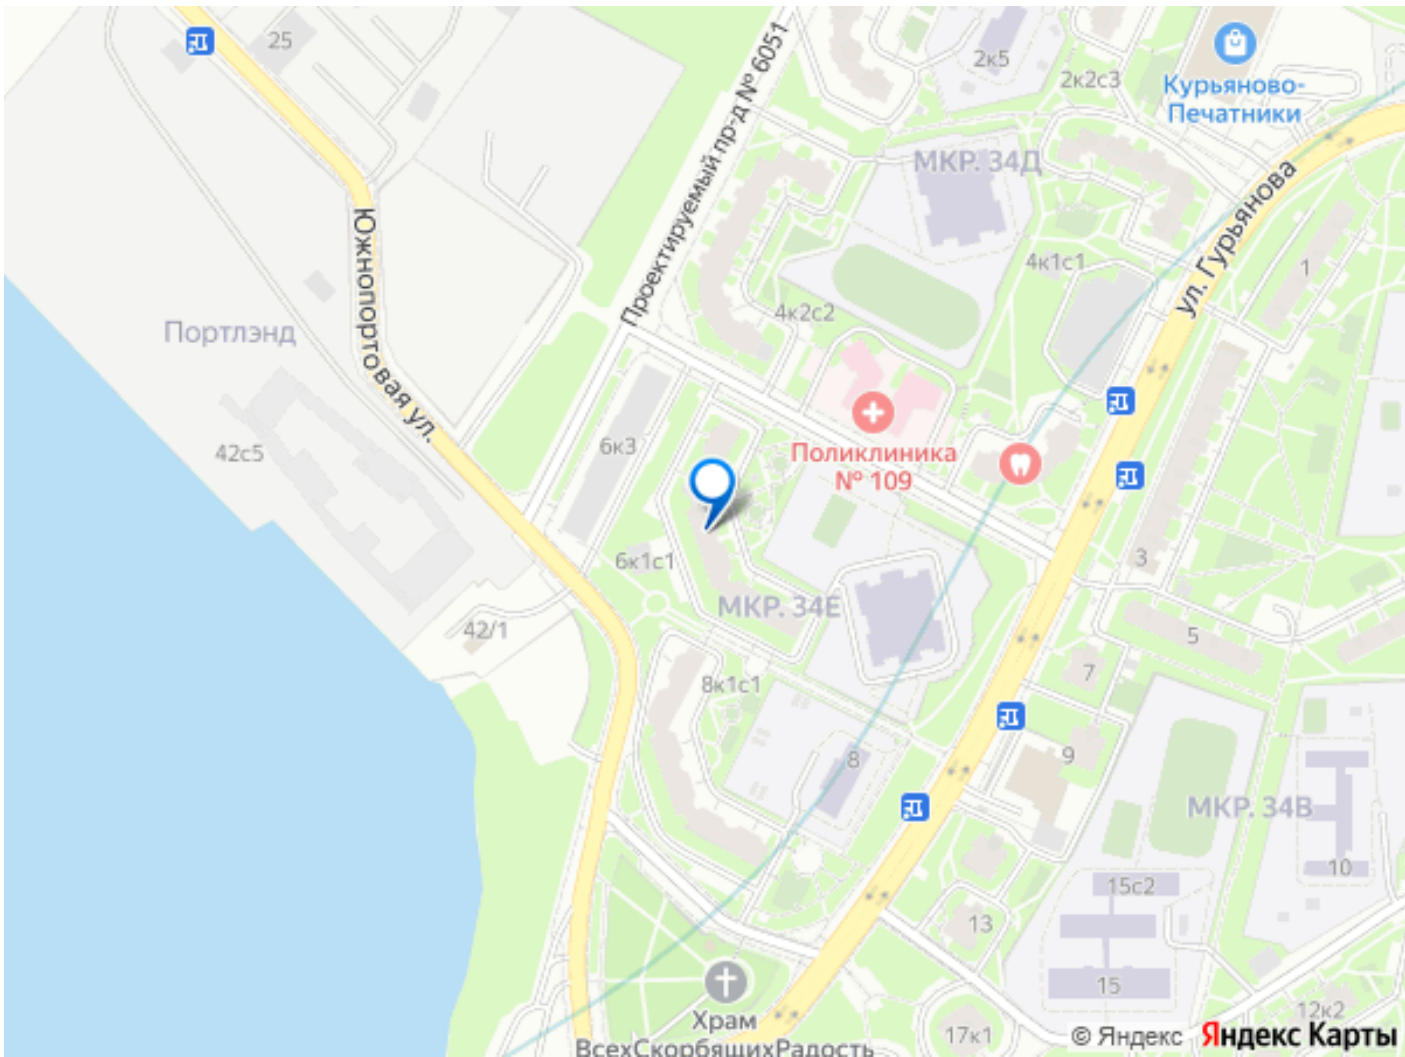 25
2к5
2к2с3
Курьяново-
Печатники
Проектируемый пр-д № 6051
МКР. 34Д
ул. Гурьянова
4к1с1
1
Южнопортовая ул.
Портлэнд
4к2с2
6к3
42с5
Поликлиника
№ 109
3
6к1с1
МКР. 34Е
42/1
5
7
8к1с1
8
9
МКР. 34В
10
15с2
13
15
Храм
ВсехСкорбящихРадость
17к1
12к2
© Яндекс Яндекс Карты